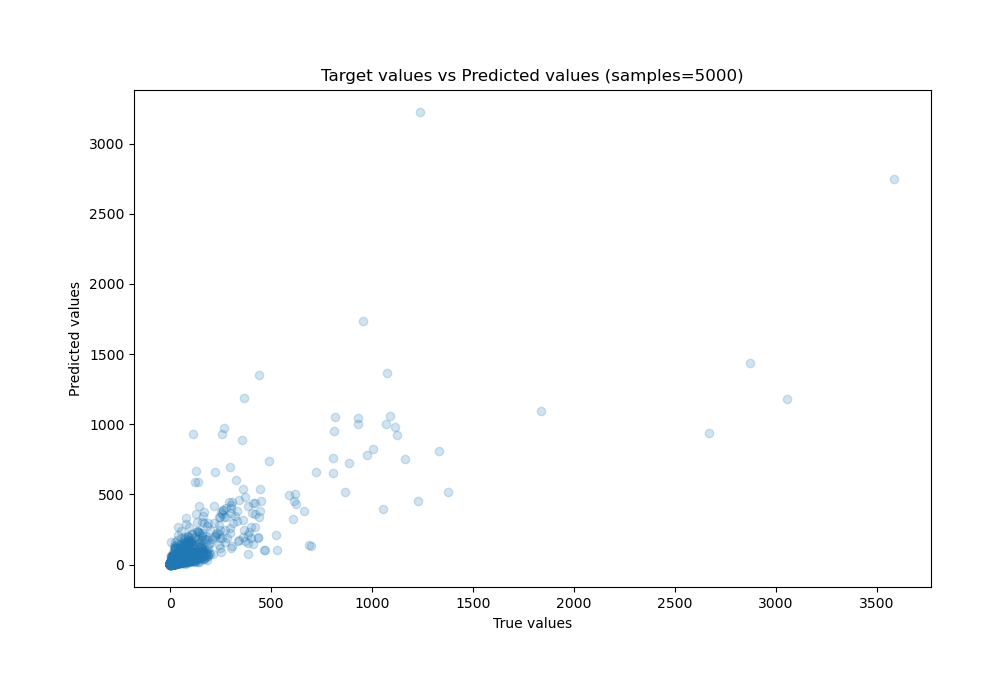 Target values vs Predicted values (samples=5000)
3000
2500
2000
1500
1000
500
0
Predicted values
0 500 1000 1500 2000 2500 3000 3500
True values